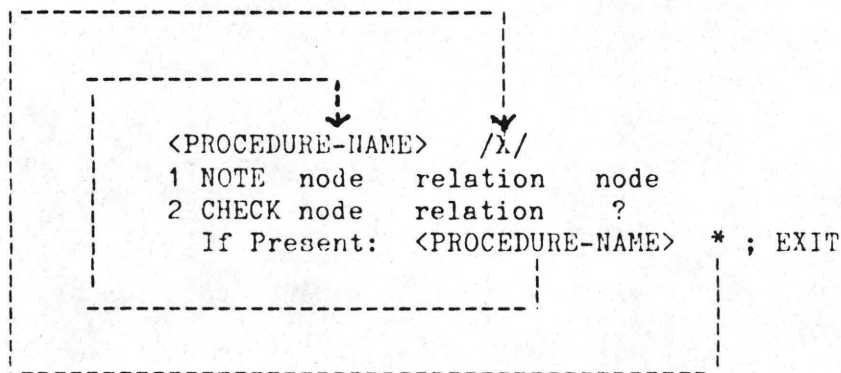 <PROCEDURE-NAME> /X/
1 NOTE node relation node
2 CHECK node relation ?
If Present: <PROCEDURE-NAME> * ; EXIT